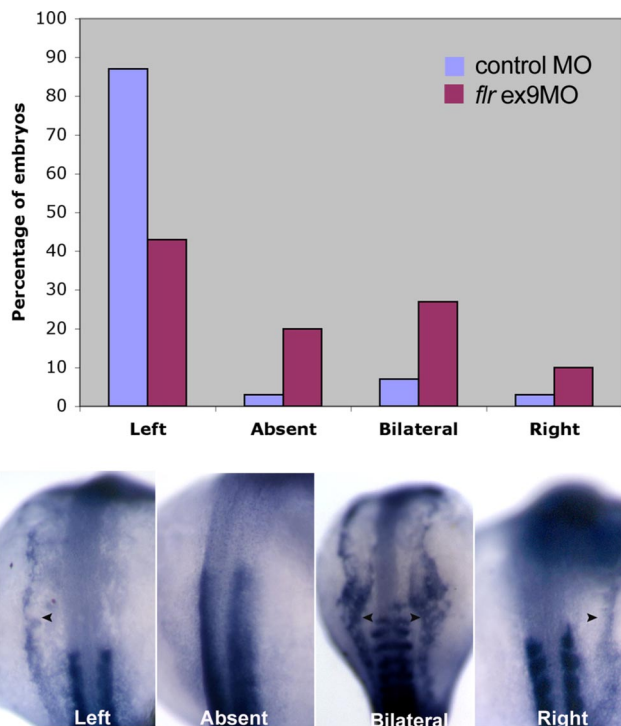 100
90
80
70
60
50
40
30
20
10
0
Percentage of embryos
control MO
flr ex9MO
Left Absent Bilateral Right
Left Absent Bilateral Right